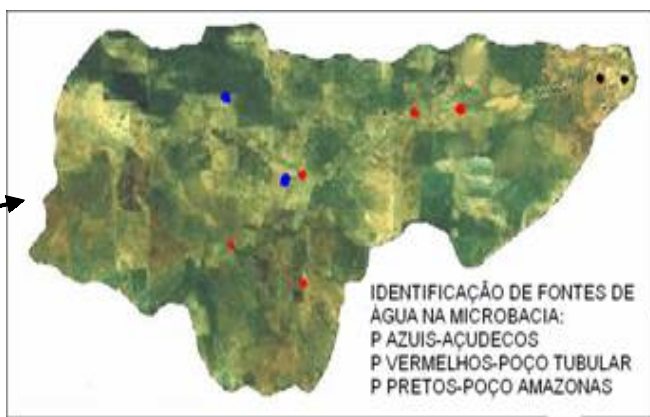 IDENTIFICAÇÃO DE FONTES DE
ÁGUA NA MICROBACIA:
P AZUIS-AÇUDECOS
P VERMELHOS-POÇO TUBULAR
P PRETOS-POÇO AMAZONAS